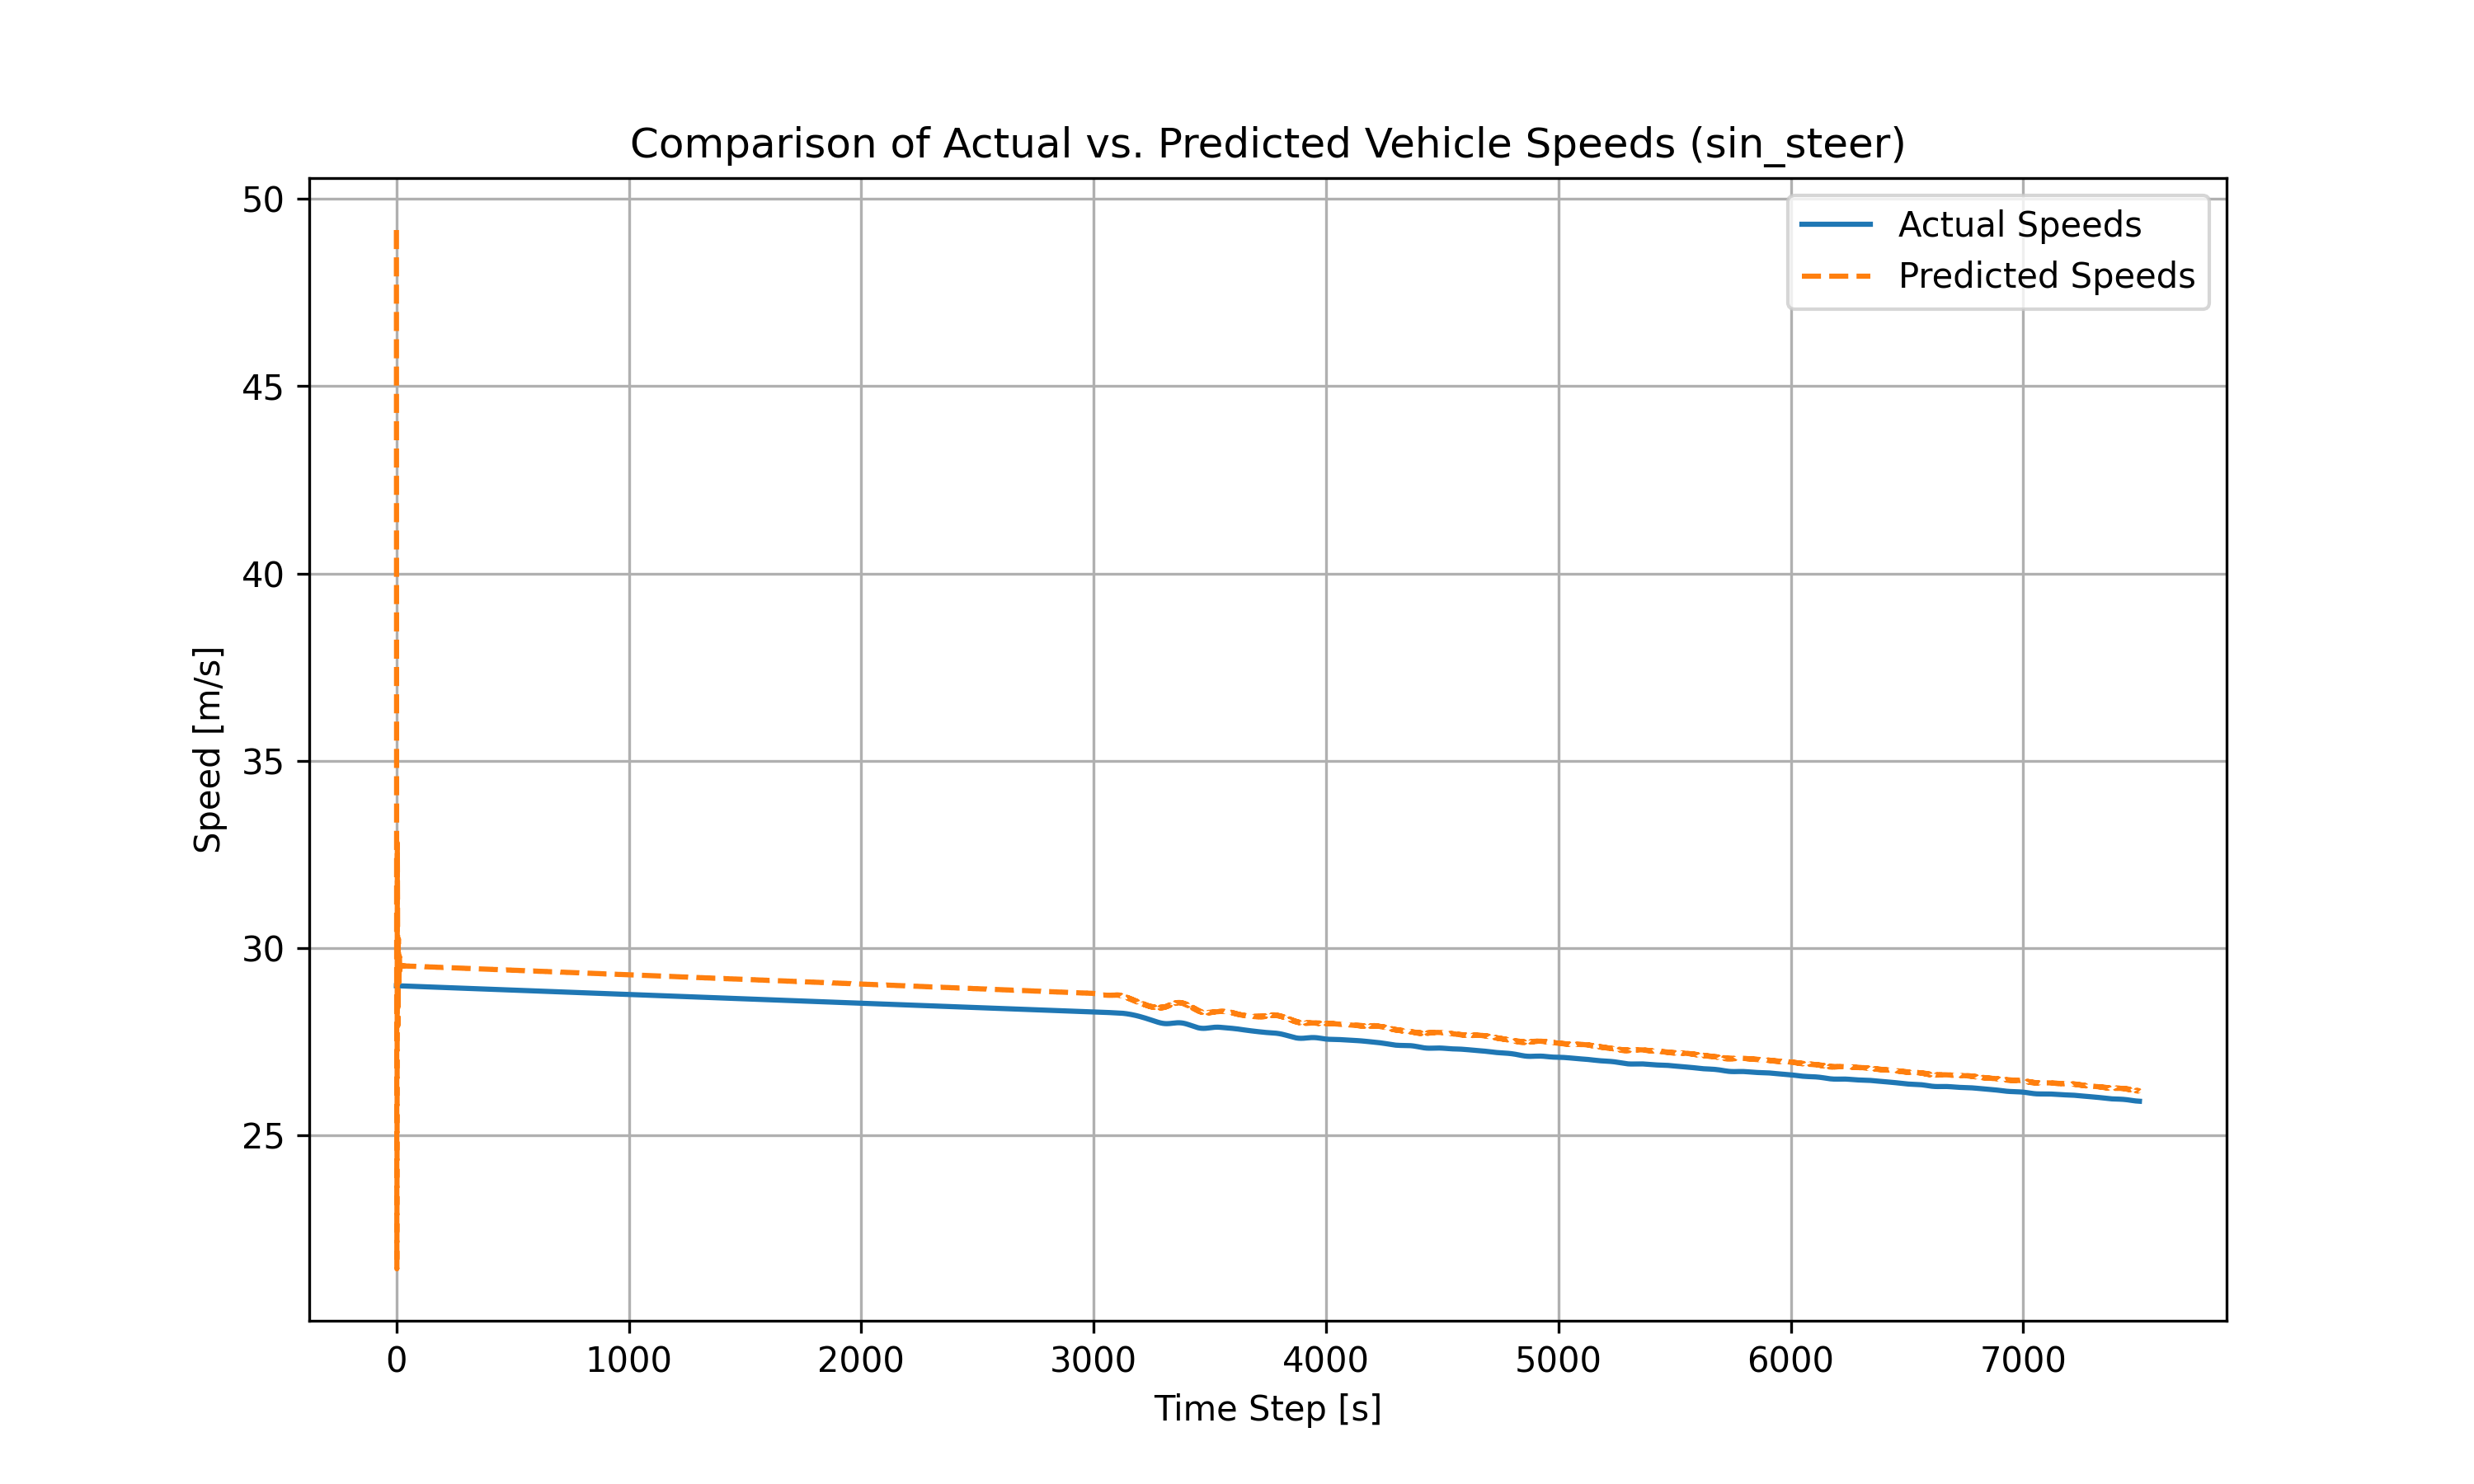 Comparison of Actual vs. Predicted Vehicle Speeds (sin_steer)
50
45
40
35
30
25
Speed [m/s]
Actual Speeds
Predicted Speeds
0 1000 2000 3000 4000 5000 6000 7000
Time Step [s]